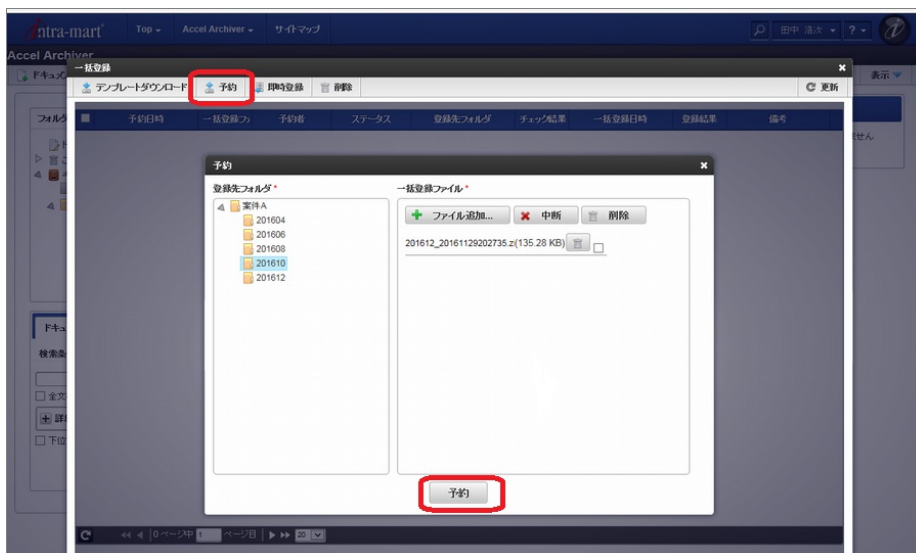 intra-mart Top Accel Archiver サイトマップ 田中 浩次 ?
Accel Archiver
一括登録
表示
テンプレートダウンロード 予約 即時登録 削除 更新
予約日時 一括登録フ 予約者 ステータス 登録先フォルダ チェック結果 一括登録日時 登録結果 備考
せん
予約
登録先フォルダ * 一括登録ファイル *
案件A
201604
201606
201608
201610
201612
ファイル追加... 中断 削除
201612_20161129202735.z(135.28 KB)
ドキュ
検索条
全文
詳
下位
予約
0 ページ中 1 ページ目 20